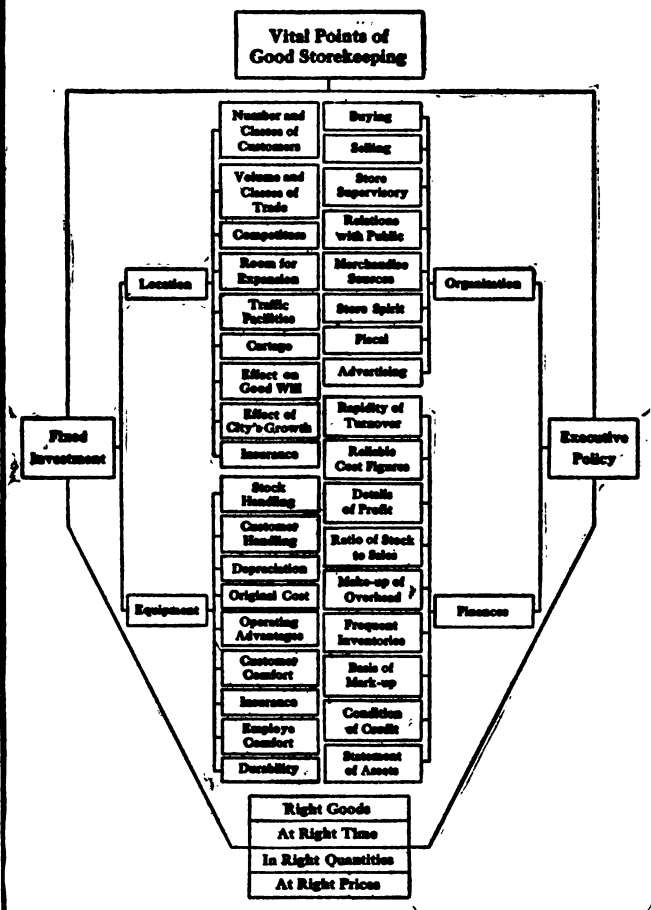 Vital Points of
Good Storekeeping
Fixed
Investment
Location
Number and
Classes of
Customers
Volume and
Classes of
Trade
Competitors
Room for
Expansion
Traffic
Facilities
Cartage
Effect on
Good Will
Effect of
City's Growth
Insurance
Equipment
Stock
Handling
Customer
Handling
Depreciation
Original Cost
Operating
Advantages
Customer
Comfort
Insurance
Employe
Comfort
Durability
Executive
Policy
Organization
Buying
Selling
Store
Supervisory
Relations
with Public
Merchandise
Sources
Store Spirit
Fiscal
Advertising
Finances
Rapidity of
Turnover
Reliable
Cost Figures
Details
of Profit
Ratio of Stock
to Sales
Make-up of
Overhead
Frequent
Inventories
Basis of
Mark-up
Condition
of Credit
Statement
of Assets
Right Goods
At Right Time
In Right Quantities
At Right Prices